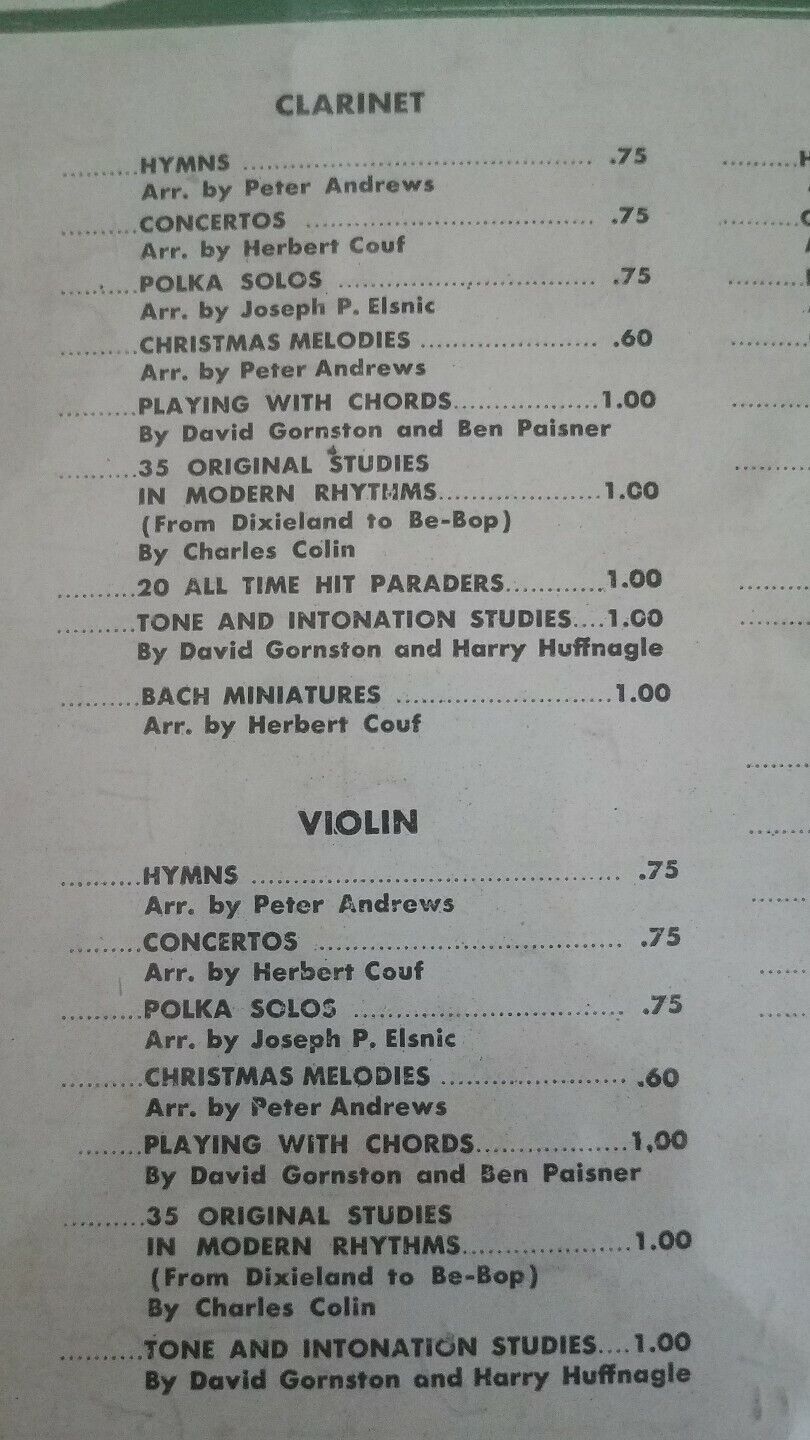 CLARINET
..........HYMNS .......................................... .75
Arr. by Peter Andrews
..........CONCERTOS .................................. .75
Arr. by Herbert Couf
..........POLKA SOLOS .............................. .75
Arr. by Joseph P. Elsnic
..........CHRISTMAS MELODIES ..................... .60
Arr. by Peter Andrews
..........PLAYING WITH CHORDS..................1.00
By David Gornston and Ben Paisner
..........35 ORIGINAL STUDIES
IN MODERN RHYTHMS....................1.00
(From Dixieland to Be-Bop)
By Charles Colin
..........20 ALL TIME HIT PARADERS............1.00
..........TONE AND INTONATION STUDIES....1.00
By David Gornston and Harry Huffnagle
..........BACH MINIATURES ..........................1.00
Arr. by Herbert Couf
VIOLIN
..........HYMNS .......................................... .75
Arr. by Peter Andrews
.........CONCERTOS .................................. .75
Arr. by Herbert Couf
..........POLKA SOLOS .............................. .75
Arr. by Joseph P. Elsnic
..........CHRISTMAS MELODIES ..................... .60
Arr. by Peter Andrews
........PLAYING WITH CHORDS..................1.00
By David Gornston and Ben Paisner
..........35 ORIGINAL STUDIES
IN MODERN RHYTHMS....................1.00
(From Dixieland to Be-Bop)
By Charles Colin
..........TONE AND INTONATION STUDIES....1.00
By David Gornston and Harry Huffnagle